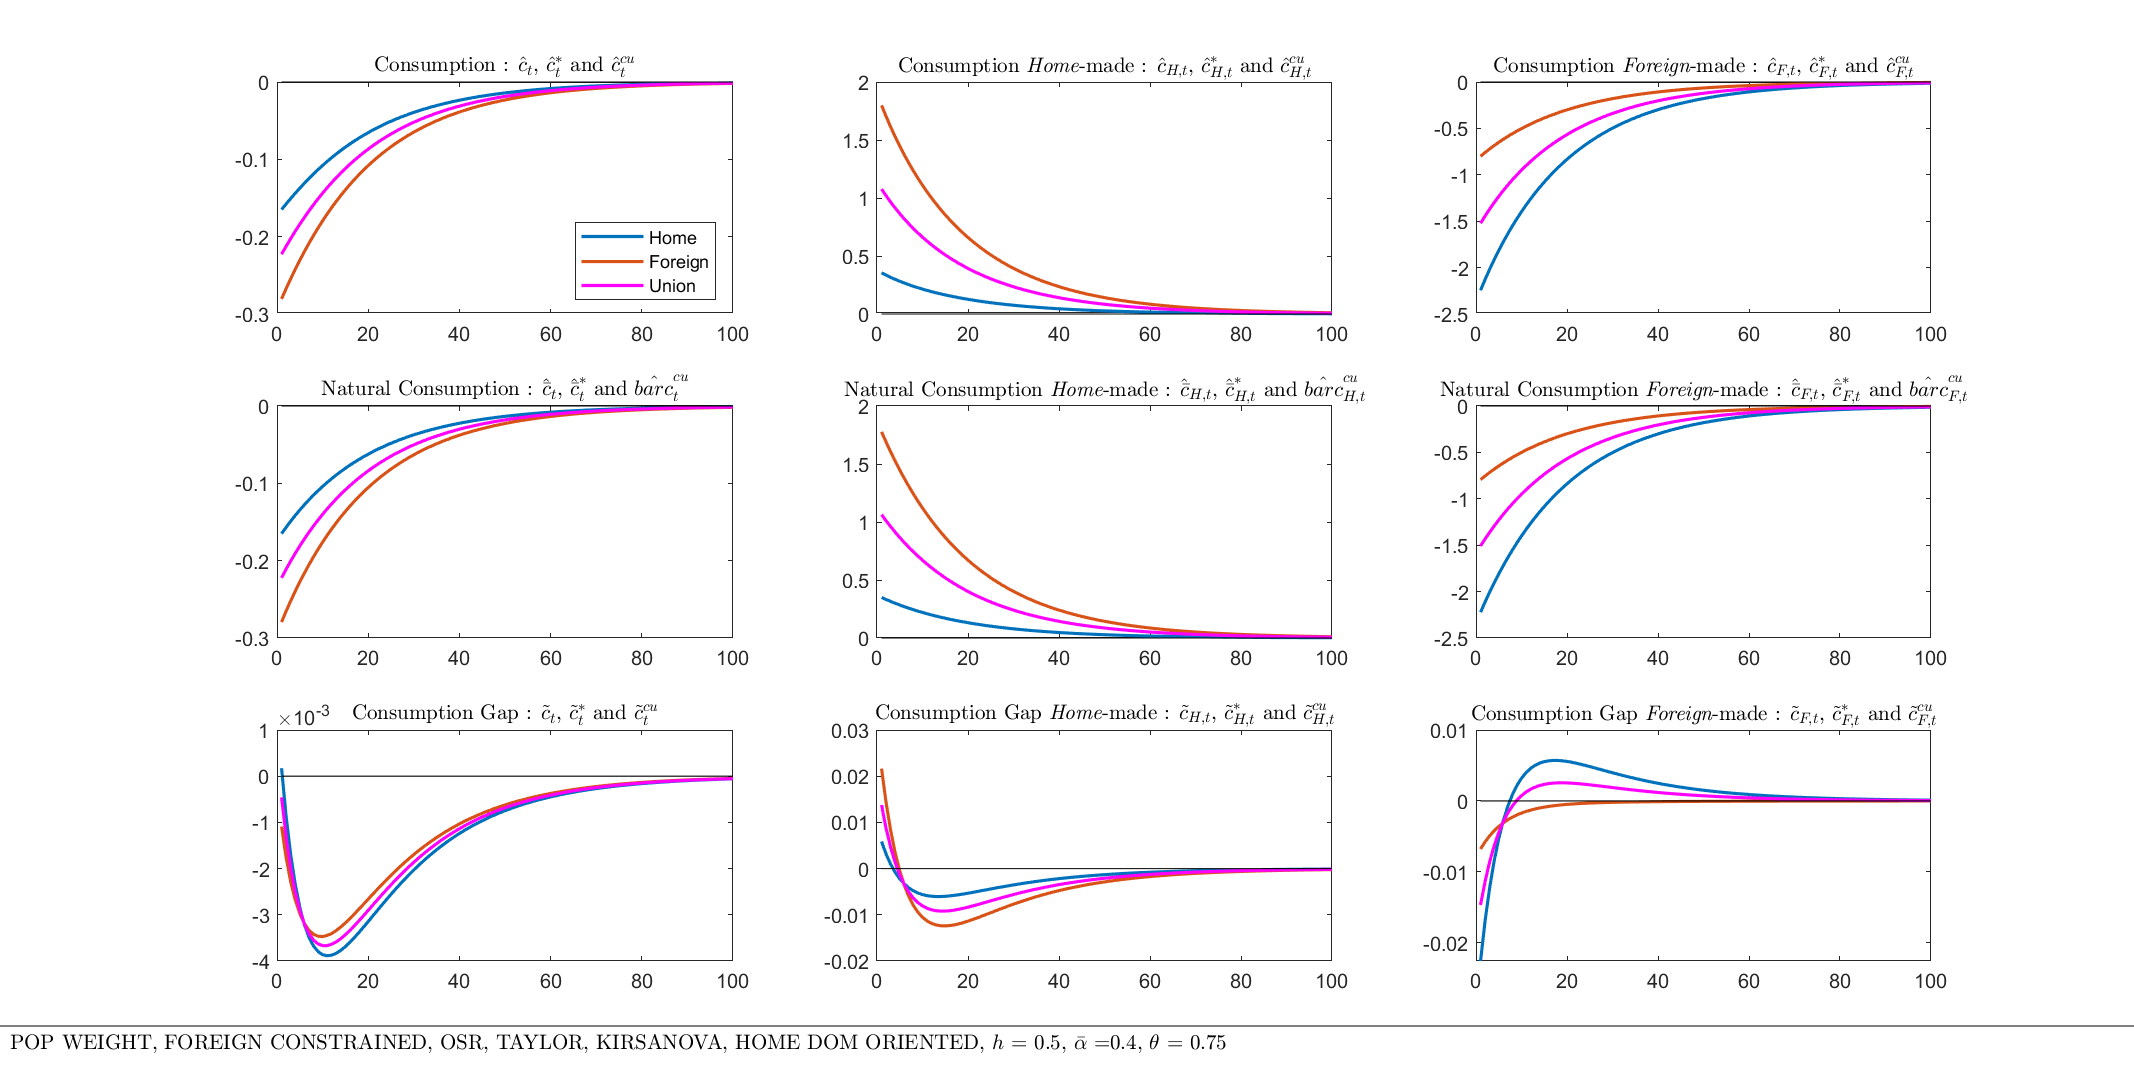 Consumption : ĉ_t, ĉ*_t and ĉ^cu_t
0
-0.1
-0.2
-0.3
0 20 40 60 80 100
Home
Foreign
Union
Consumption Home-made : ĉ_H,t, ĉ*_H,t and ĉ^cu_H,t
2
1.5
1
0.5
0
0 20 40 60 80 100
Consumption Foreign-made : ĉ_F,t, ĉ*_F,t and ĉ^cu_F,t
0
-0.5
-1
-1.5
-2
-2.5
0 20 40 60 80 100
Natural Consumption : c̄̂_t, c̄̂*_t and bar̂c^cu_t
0
-0.1
-0.2
-0.3
0 20 40 60 80 100
Natural Consumption Home-made : c̄̂_H,t, c̄̂*_H,t and bar̂c^cu_H,t
2
1.5
1
0.5
0
0 20 40 60 80 100
Natural Consumption Foreign-made : c̄̂_F,t, c̄̂*_F,t and bar̂c^cu_F,t
0
-0.5
-1
-1.5
-2
-2.5
0 20 40 60 80 100
Consumption Gap : c̃_t, c̃*_t and c̃^cu_t
×10^-3
1
0
-1
-2
-3
-4
0 20 40 60 80 100
Consumption Gap Home-made : c̃_H,t, c̃*_H,t and c̃^cu_H,t
0.03
0.02
0.01
0
-0.01
-0.02
0 20 40 60 80 100
Consumption Gap Foreign-made : c̃_F,t, c̃*_F,t and c̃^cu_F,t
0.01
0
-0.01
-0.02
0 20 40 60 80 100
POP WEIGHT, FOREIGN CONSTRAINED, OSR, TAYLOR, KIRSANOVA, HOME DOM ORIENTED, h = 0.5, ᾱ =0.4, θ = 0.75